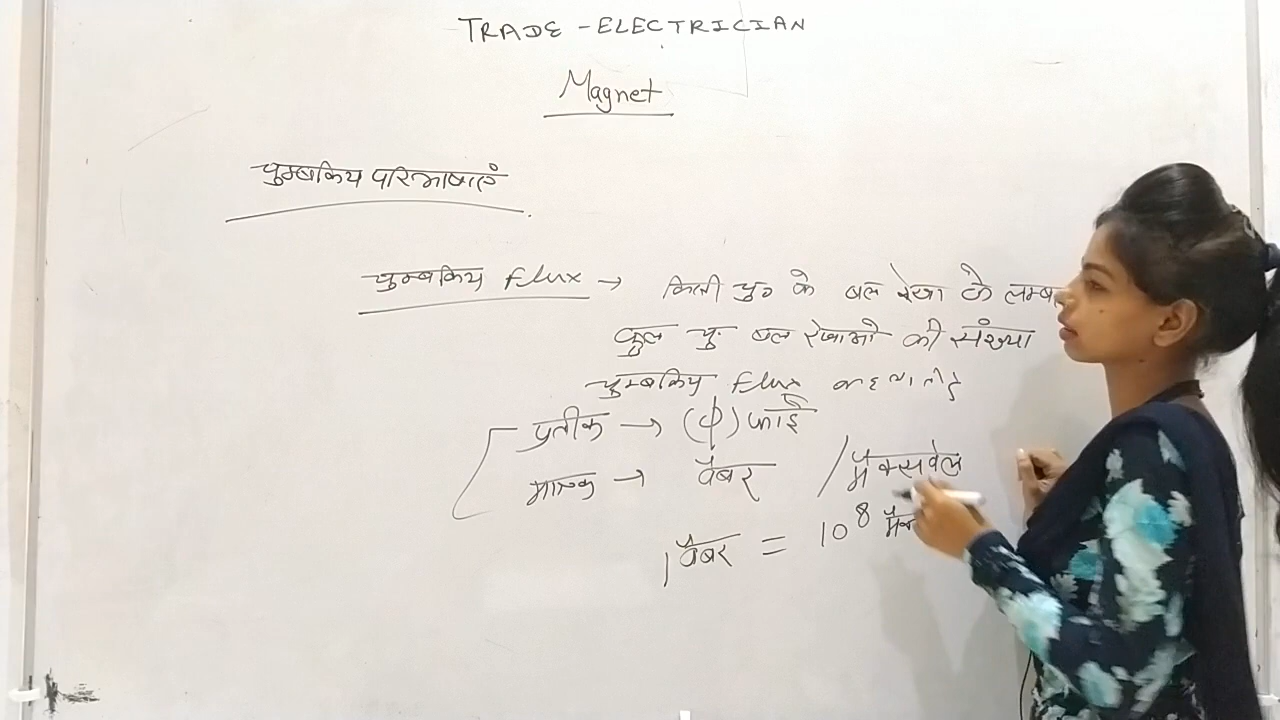 TRADE - ELECTRICIAN
Magnet
चुम्बकिय परिभाषाएं
चुम्बकिय flux → किसी चु० के बल रेखा के लम्बव
कुल चु० बल रेखाओ की संख्या
चुम्बकिय flux कहलाती है
प्रतीक → (ϕ) फाई
मात्रक → वैबर / मैक्सवेल
1 वैबर = 10⁸ मैक्